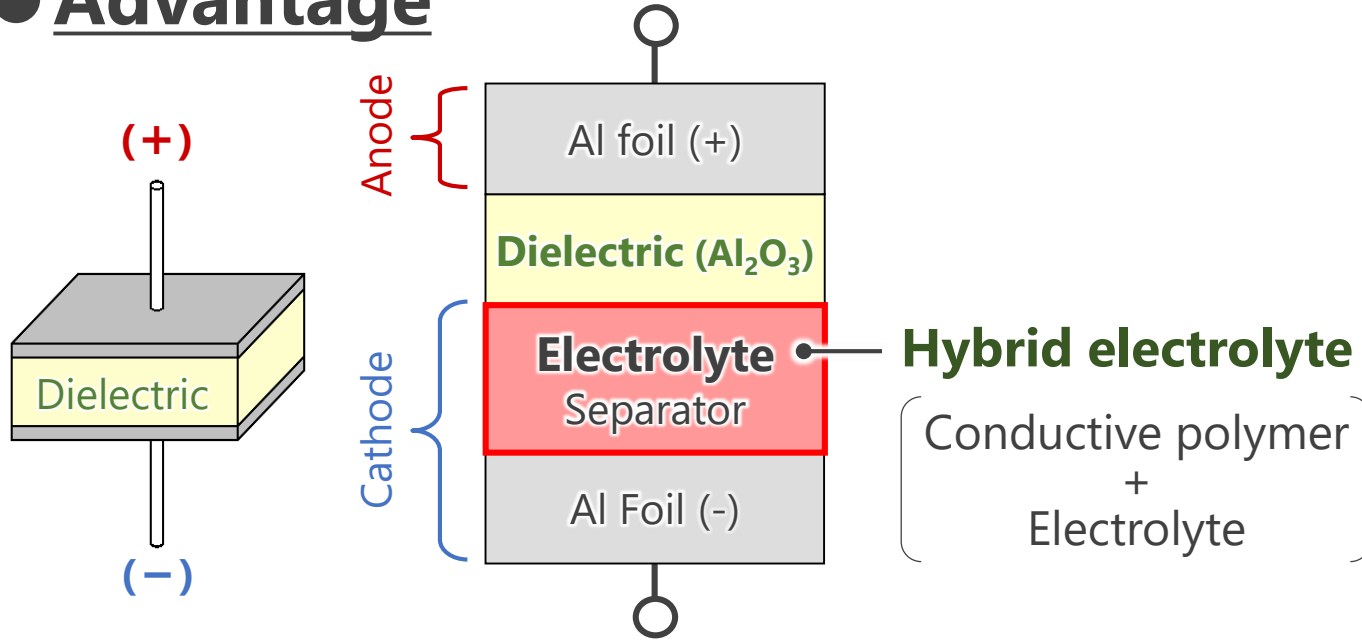 ● Advantage
(+)
Dielectric
(−)
Anode
Cathode
Al foil (+)
Dielectric (Al₂O₃)
Electrolyte
Separator
Al Foil (-)
Hybrid electrolyte
Conductive polymer
+
Electrolyte